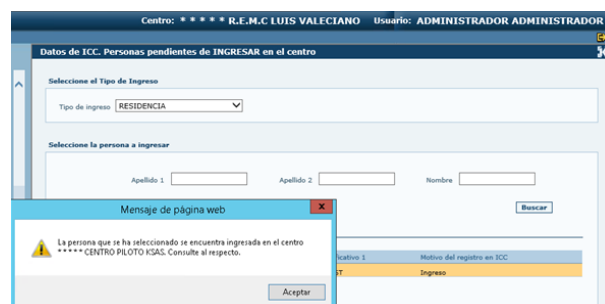 Centro: * * * * * R.E.M.C LUIS VALECIANO Usuario: ADMINISTRADOR ADMINISTRADOR
Datos de ICC. Personas pendientes de INGRESAR en el centro
Seleccione el Tipo de Ingreso
Tipo de ingreso RESIDENCIA
Seleccione la persona a ingresar
Apellido 1 Apellido 2 Nombre
Buscar
Mensaje de página web x
La persona que se ha seleccionado se encuentra ingresada en el centro
* * * * * CENTRO PILOTO KSAS. Consulte al respecto.
Aceptar
ificativo 1 Motivo del registro en ICC
ST Ingreso